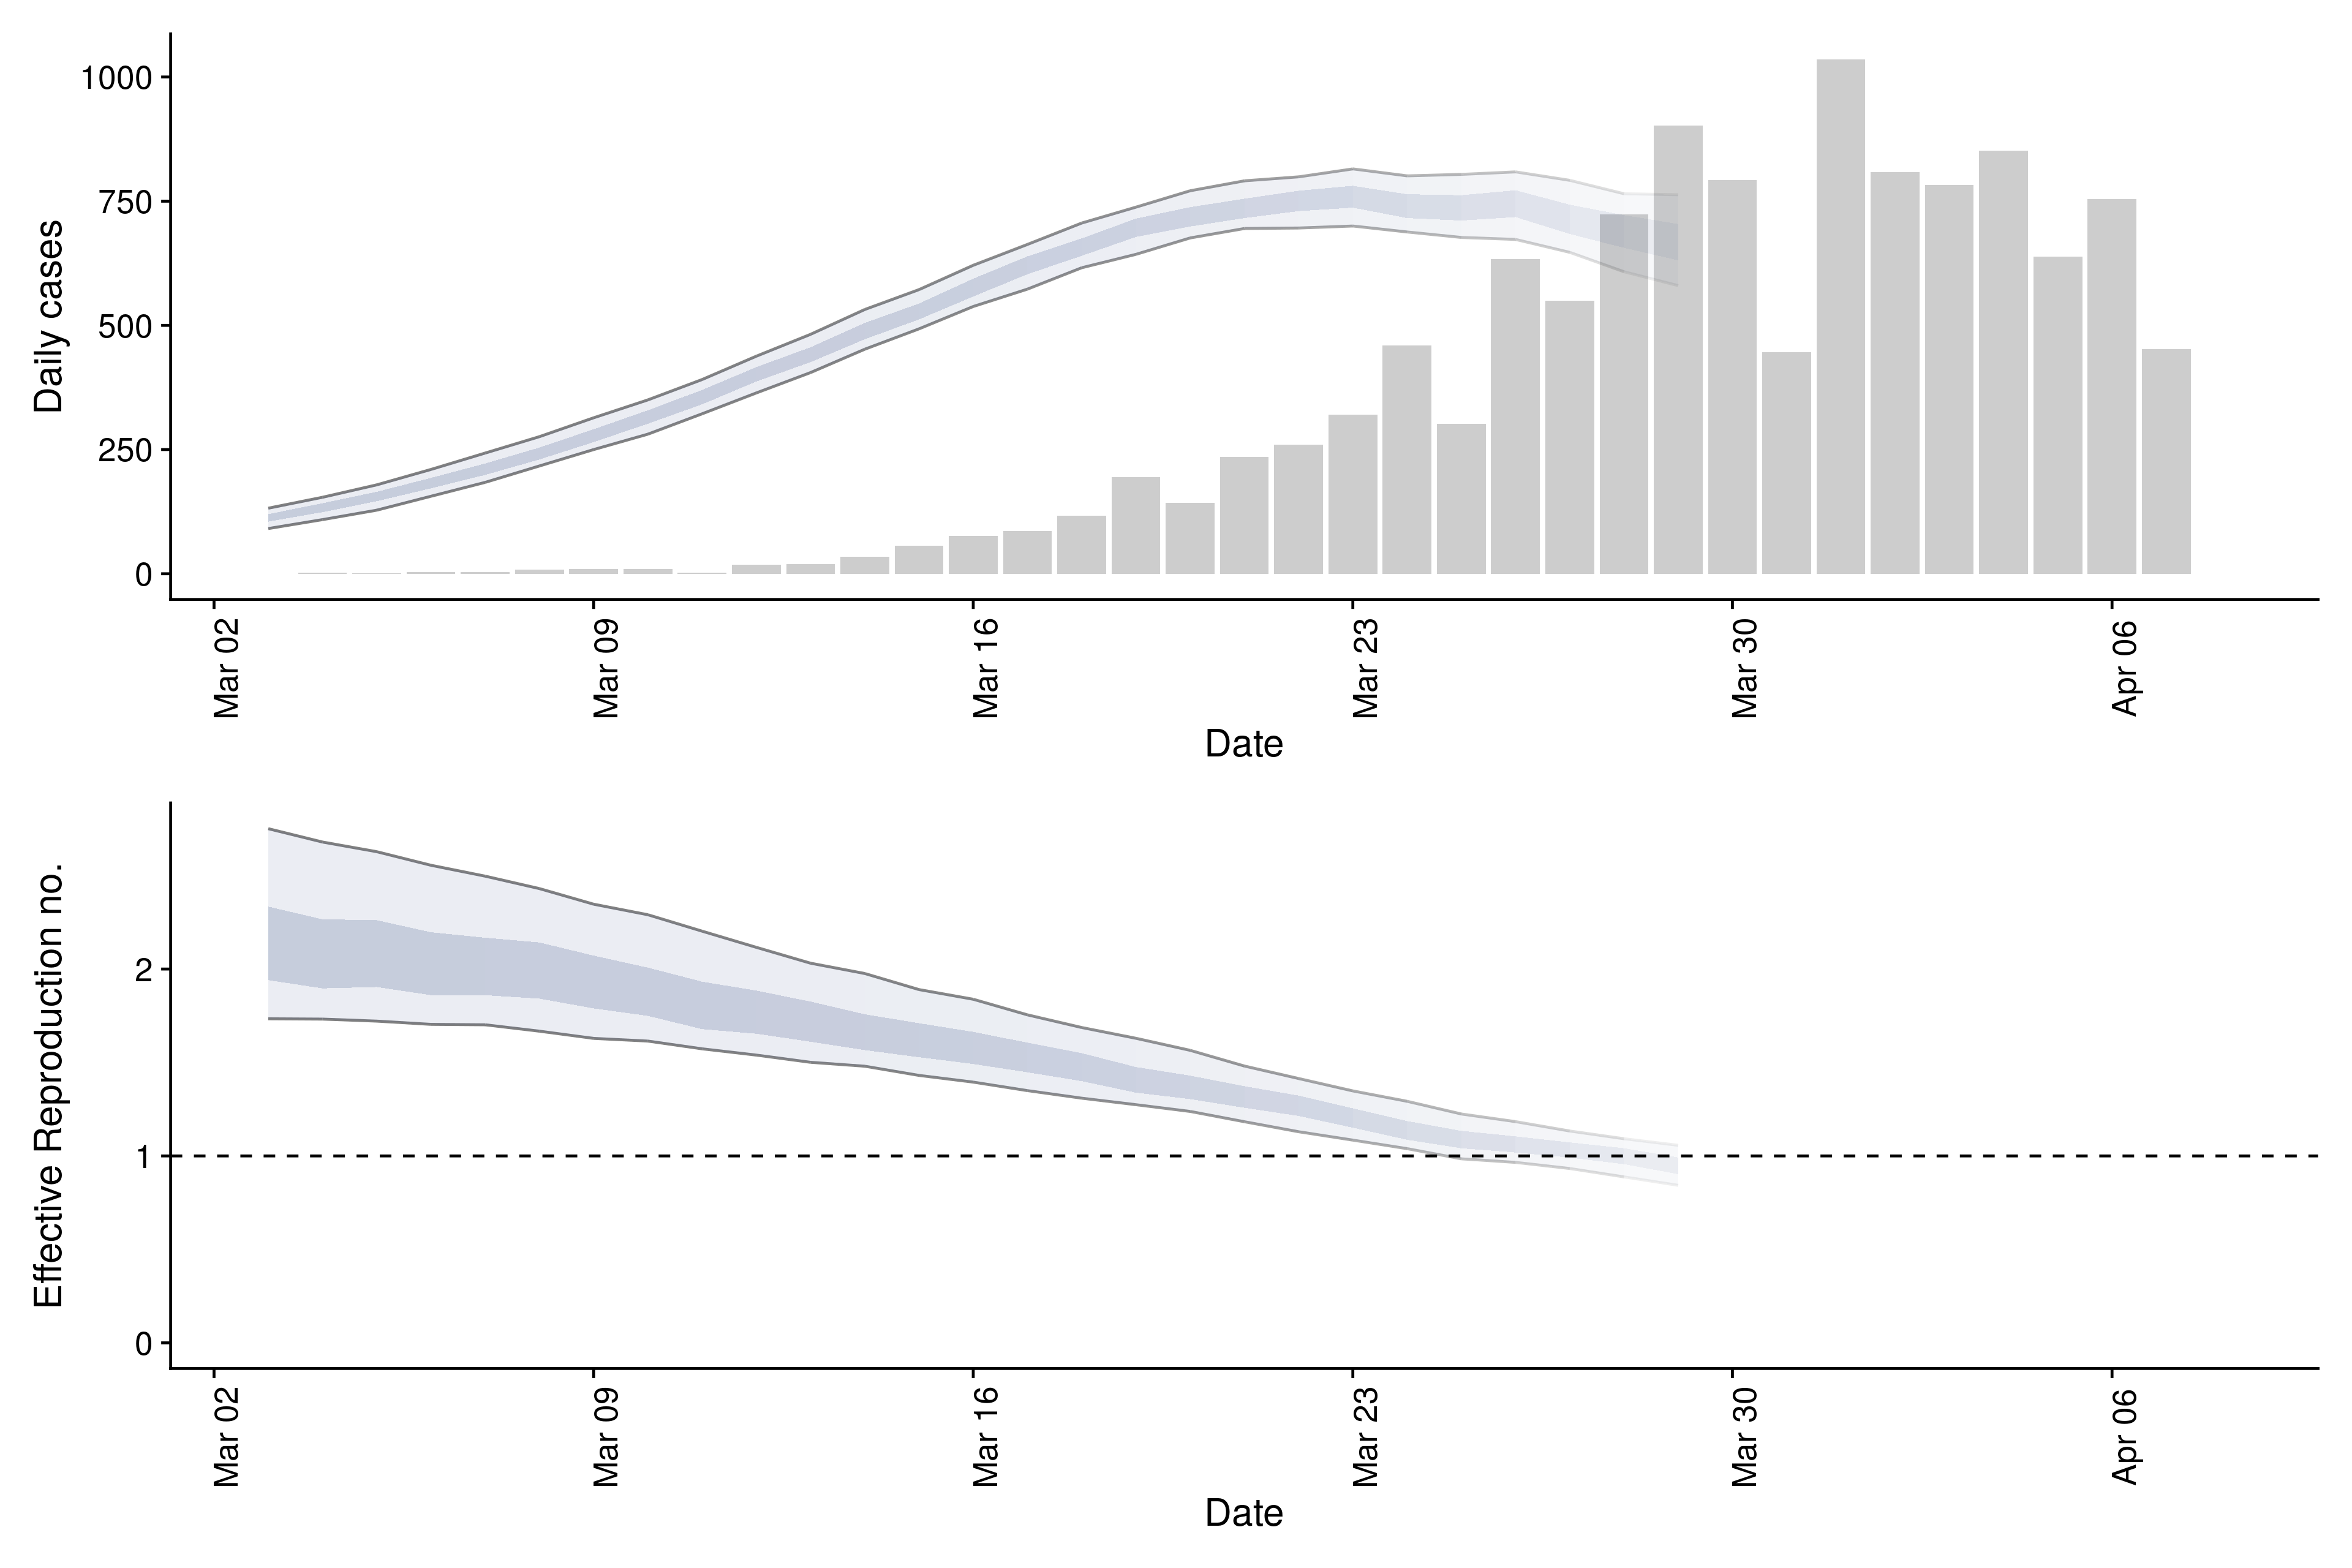 Daily cases
1000
750
500
250
0
Mar 02
Mar 09
Mar 16
Mar 23
Mar 30
Apr 06
Date
Effective Reproduction no.
2
1
0
Mar 02
Mar 09
Mar 16
Mar 23
Mar 30
Apr 06
Date